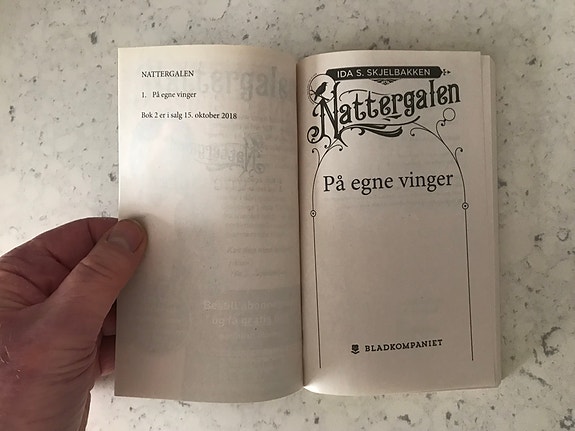 NATTERGALEN
1. På egne vinger
Bok 2 er i salg 15. oktober 2018
IDA S. SKJELBAKKEN
Nattergalen
På egne vinger
BLADKOMPANIET